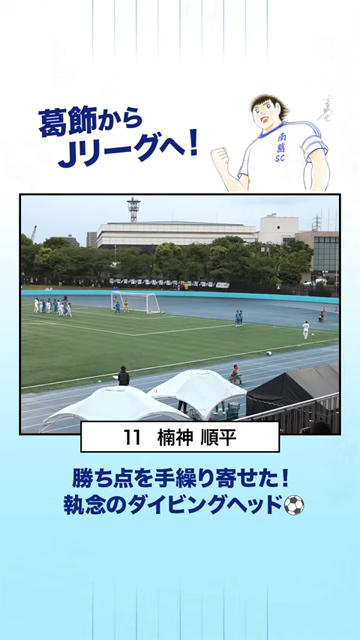 葛飾から
Jリーグへ!
南葛
SC
11 楠神 順平
勝ち点を手繰り寄せた!
執念のダイビングヘッド⚽